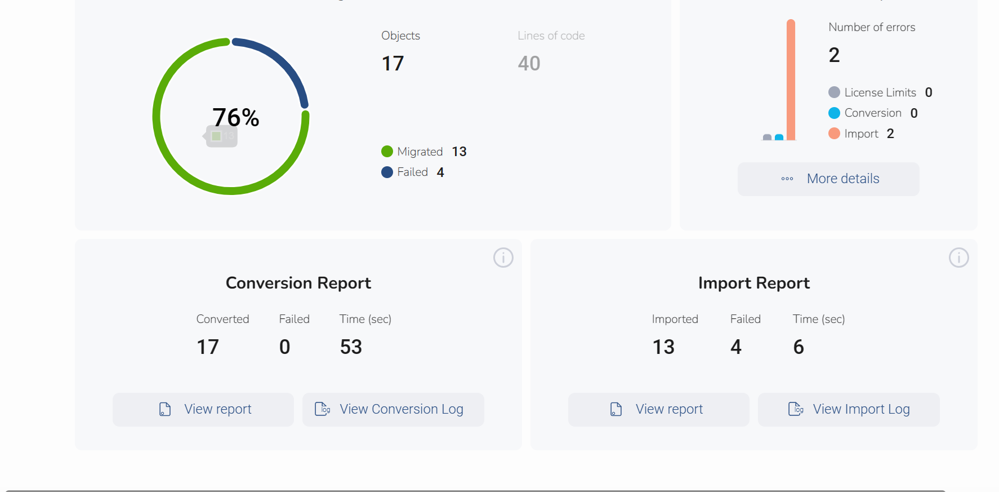 Objects
17
Lines of code
40
76%
13
Migrated 13
Failed 4
Number of errors
2
License Limits 0
Conversion 0
Import 2
More details
Conversion Report
Converted Failed Time (sec)
17 0 53
View report
log View Conversion Log
Import Report
Imported Failed Time (sec)
13 4 6
View report
log View Import Log